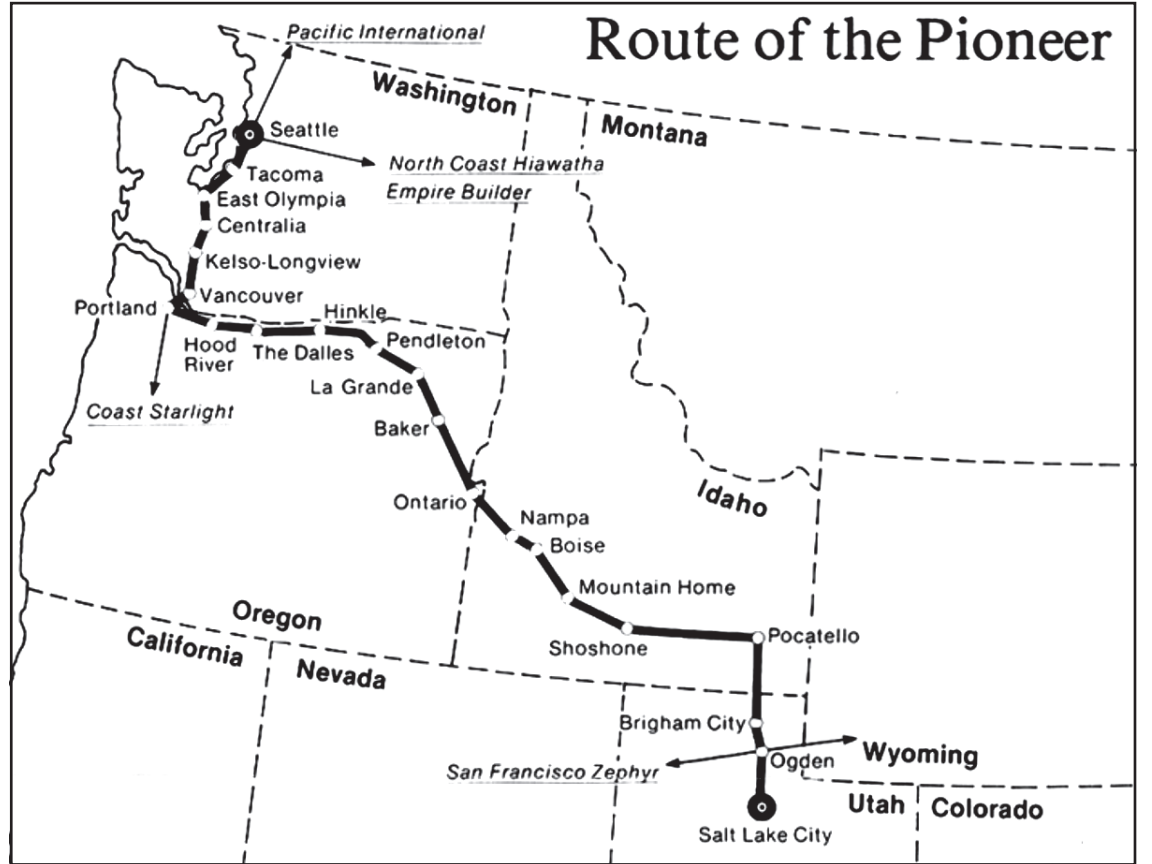 Route of the Pioneer
Pacific International
Washington
Montana
Seattle
North Coast Hiawatha
Empire Builder
Tacoma
East Olympia
Centralia
Kelso-Longview
Vancouver
Portland
Hinkle
Hood
River
The Dalles
Pendleton
La Grande
Coast Starlight
Baker
Ontario
Idaho
Nampa
Boise
Mountain Home
Oregon
California
Nevada
Shoshone
Pocatello
Brigham City
San Francisco Zephyr
Ogden
Wyoming
Utah
Colorado
Salt Lake City